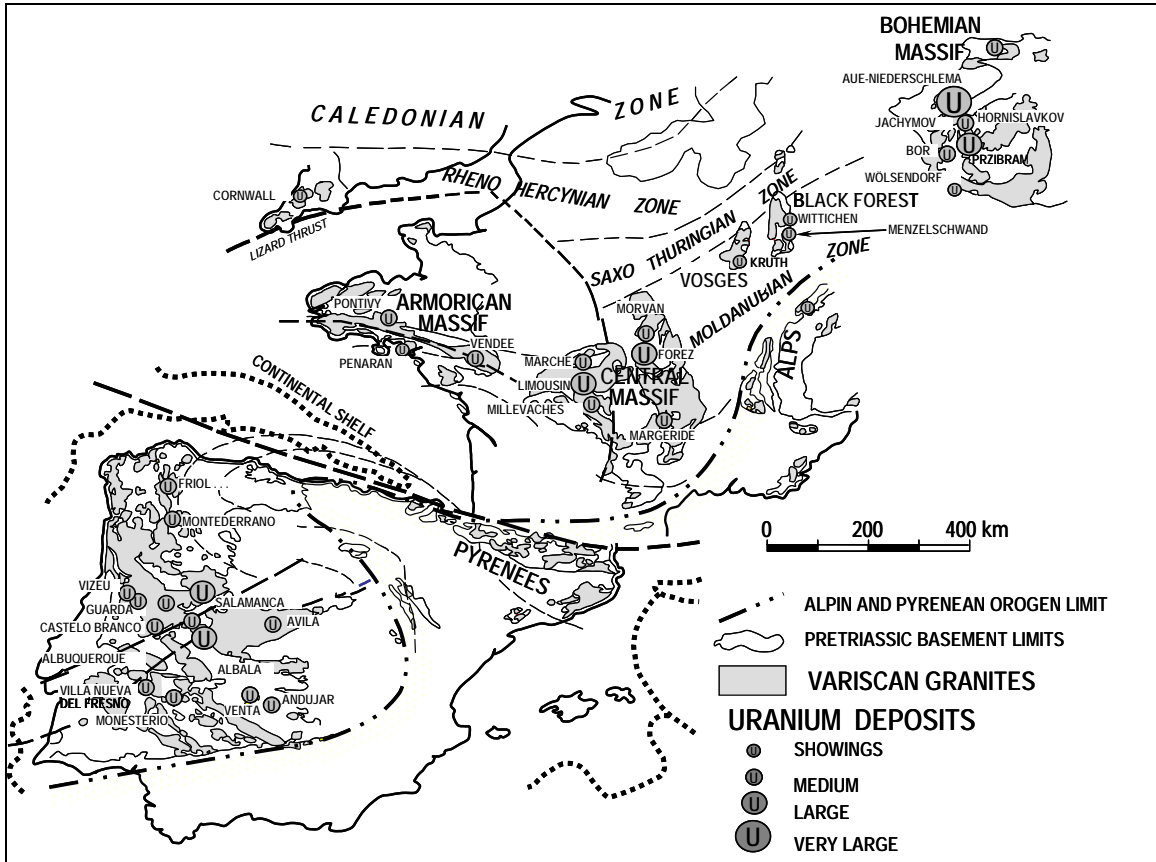 BOHEMIAN
MASSIF
U
AUE-NIEDERSCHLEMA
U
JACHYMOV
U
HORNISLAVKOV
BOR
U
U
PRZIBRAM
WÖLSENDORF
U
CALEDONIAN
ZONE
CORNWALL
U
LIZARD THRUST
RHENO HERCYNIAN ZONE
SAXO THURINGIAN ZONE
BLACK FOREST
U
WITTICHEN
U
MENZELSCHWAND
U
KRUTH
VOSGES
MOLDANURIAN
ZONE
PONTIVY
U
ARMORICAN
MASSIF
PENARAN
U
VENDEE
U
MORVAN
U
U
FOREZ
MARCHE
U
LIMOUSIN
U
CENTRAL
MASSIF
MILLEVACHES
U
U
MARGERIDE
U
ALPS
CONTINENTAL SHELF
PYRENEES
U
FRIOL . . .
U
MONTEDERRANO
VIZEU
U
U
GUARDA
U
U
SALAMANCA
CASTELO BRANCO
U
U
U
U
AVILA
ALBUQUERQUE
ALBALA
VILLA NUEVA
DEL FRESNO
U
U
MONESTERIO
U
VENTA
U
ANDUJAR
0 200 400 km
ALPIN AND PYRENEAN OROGEN LIMIT
PRETRIASSIC BASEMENT LIMITS
VARISCAN GRANITES
URANIUM DEPOSITS
U SHOWINGS
U MEDIUM
U LARGE
U VERY LARGE